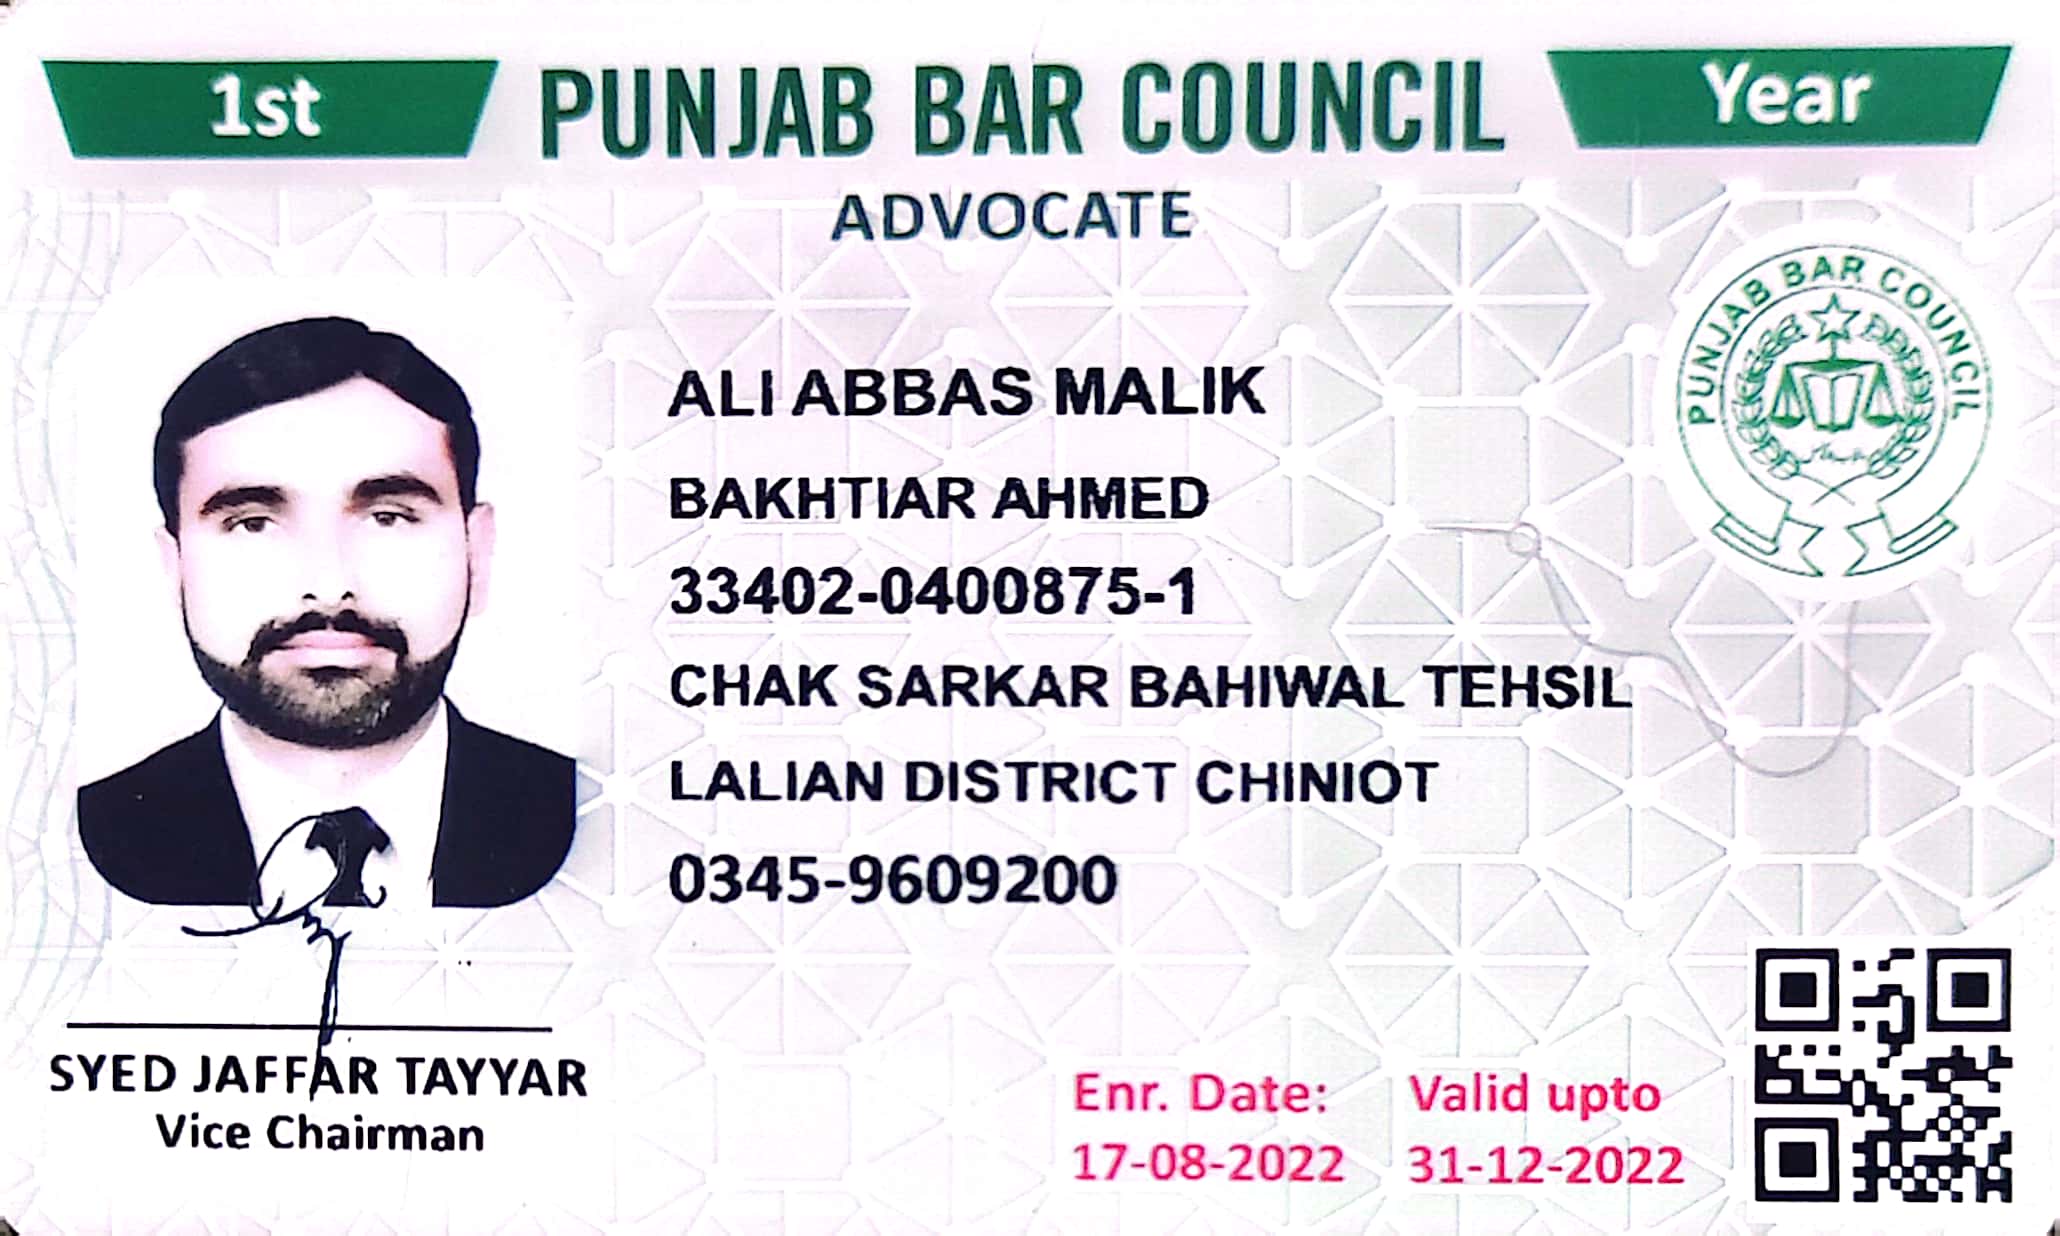 1st
PUNJAB BAR COUNCIL
Year
ADVOCATE
PUNJAB BAR COUNCIL
ALI ABBAS MALIK
BAKHTIAR AHMED
33402-0400875-1
CHAK SARKAR BAHIWAL TEHSIL
LALIAN DISTRICT CHINIOT
0345-9609200
SYED JAFFAR TAYYAR
Vice Chairman
Enr. Date: Valid upto
17-08-2022 31-12-2022